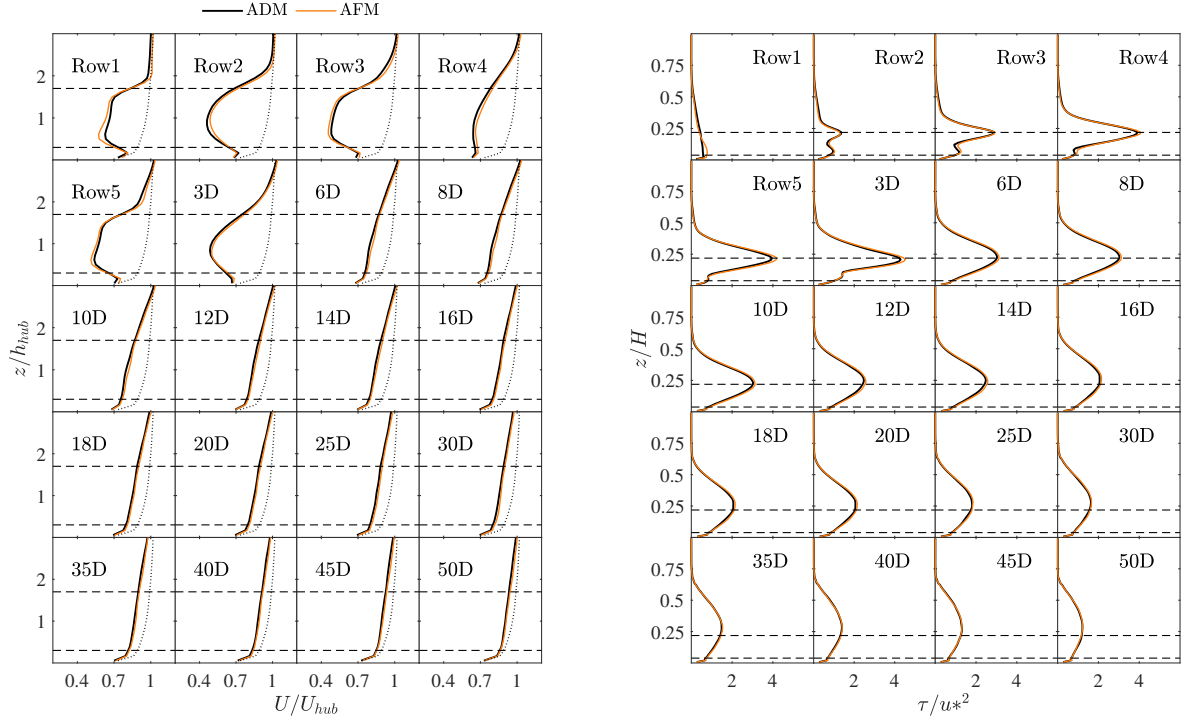 ADM AFM
Row1 Row2 Row3 Row4
2
1
Row5 3D 6D 8D
2
1
10D 12D 14D 16D
2
1
18D 20D 25D 30D
2
1
35D 40D 45D 50D
2
1
0.4 0.7 1 0.4 0.7 1 0.4 0.7 1 0.4 0.7 1
z/h_hub
U/U_hub
Row1 Row2 Row3 Row4
0.75
0.5
0.25
Row5 3D 6D 8D
0.75
0.5
0.25
10D 12D 14D 16D
0.75
0.5
0.25
18D 20D 25D 30D
0.75
0.5
0.25
35D 40D 45D 50D
0.75
0.5
0.25
2 4 2 4 2 4 2 4
z/H
τ/u*²